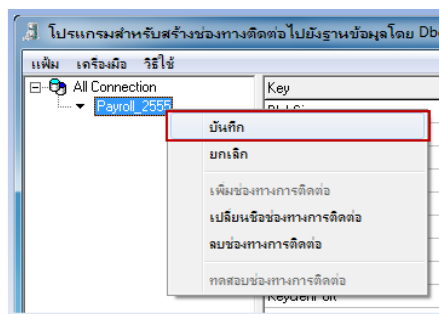 โปรแกรมสำหรับสร้างช่องทางติดต่อไปยังฐานข้อมูลโดย Db
แฟ้ม เครื่องมือ วิธีใช้
All Connection
Key
Payroll_2555
บันทึก
ยกเลิก
เพิ่มช่องทางการติดต่อ
เปลี่ยนชื่อช่องทางการติดต่อ
ลบช่องทางการติดต่อ
ทดสอบช่องทางการติดต่อ